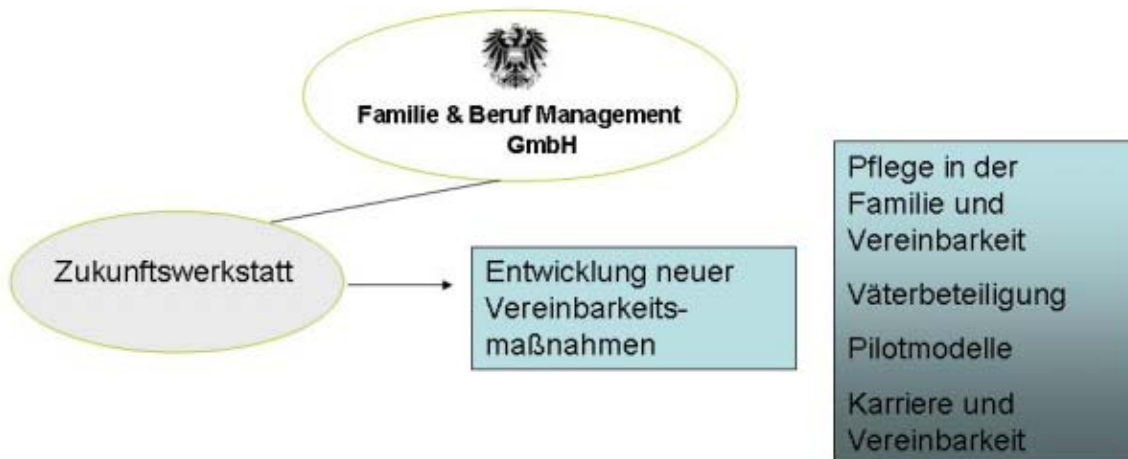 Familie & Beruf Management
GmbH
Zukunftswerkstatt
Entwicklung neuer
Vereinbarkeits-
maßnahmen
Pflege in der
Familie und
Vereinbarkeit
Väterbeteiligung
Pilotmodelle
Karriere und
Vereinbarkeit